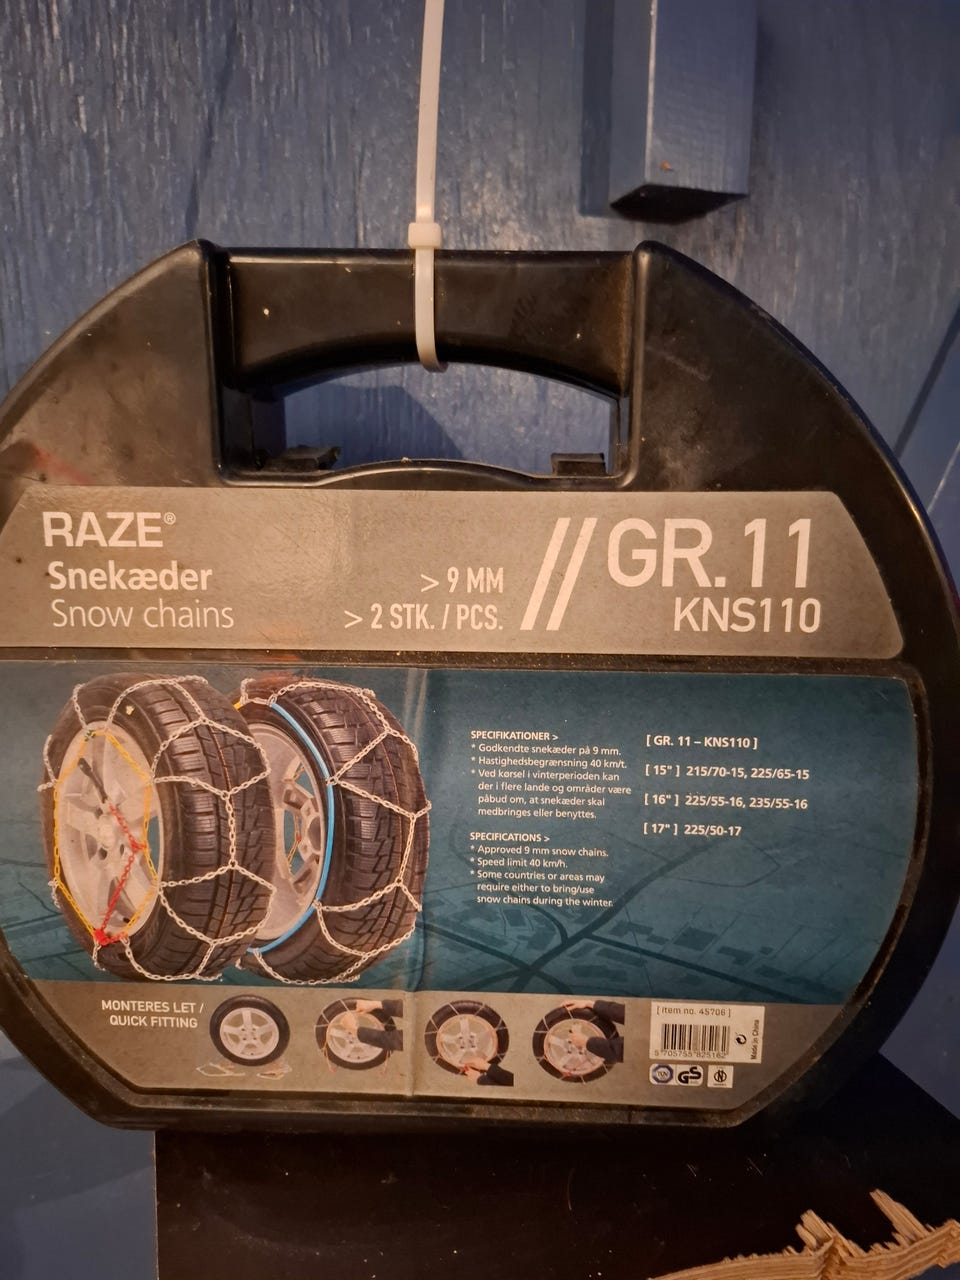 RAZE®
Snekæder
Snow chains
> 9 MM
> 2 STK. / PCS.
// GR. 11
KNS110
SPECIFIKATIONER >
* Godkendte snekæder på 9 mm.
* Hastighedsbegrænsning 40 km/t.
* Ved kørsel i vinterperioden kan
der i flere lande og områder være
påbud om, at snekæder skal
medbringes eller benyttes.
SPECIFICATIONS >
* Approved 9 mm snow chains.
* Speed limit 40 km/h.
* Some countries or areas may
require either to bring/use
snow chains during the winter.
[ GR. 11 – KNS110 ]
[ 15" ] 215/70-15, 225/65-15
[ 16" ] 225/55-16, 235/55-16
[ 17" ] 225/50-17
MONTERES LET /
QUICK FITTING
[ Item no. 45706 ]
5 705755 825162
Made in China
TÜV
GS
N